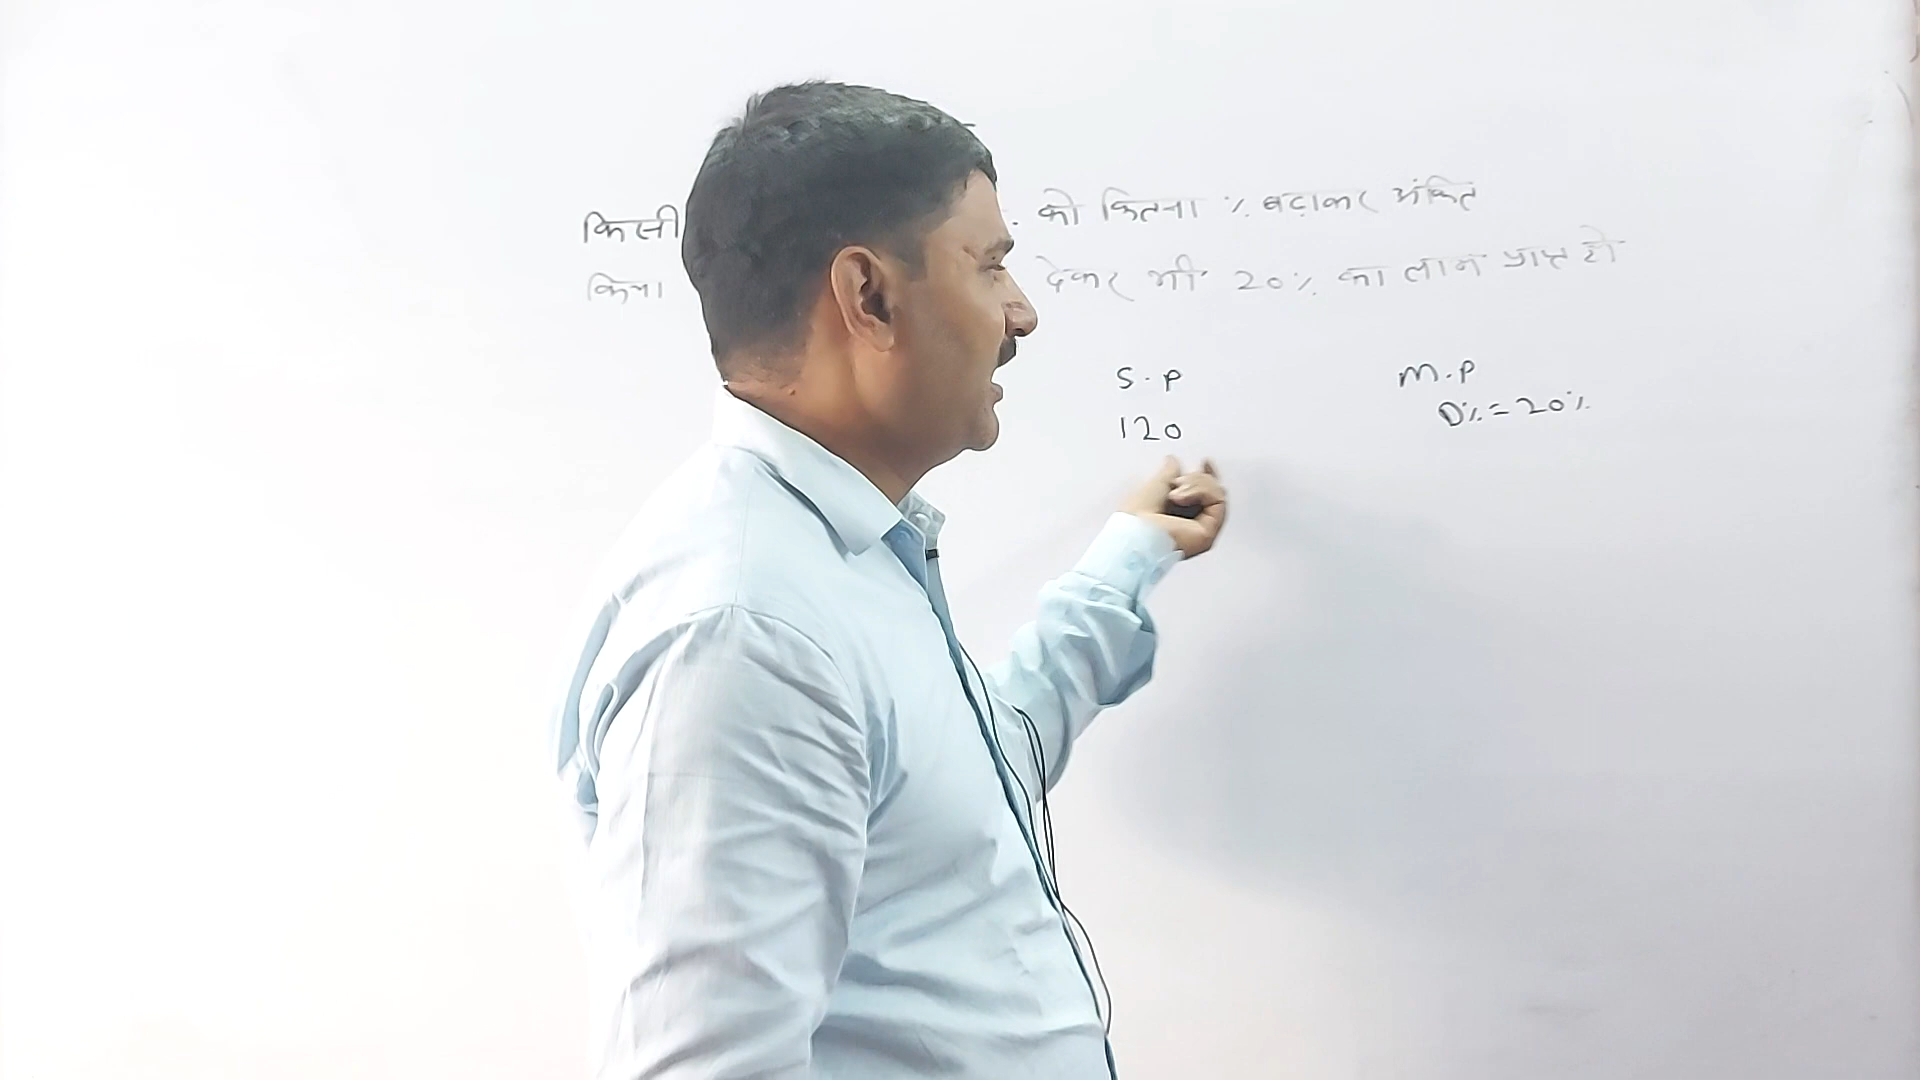 किसी को कितना % बढ़ाकर अंकित
किया देकर भी 20% का लाभ प्राप्त हो
S.P M.P
120 D% = 20%